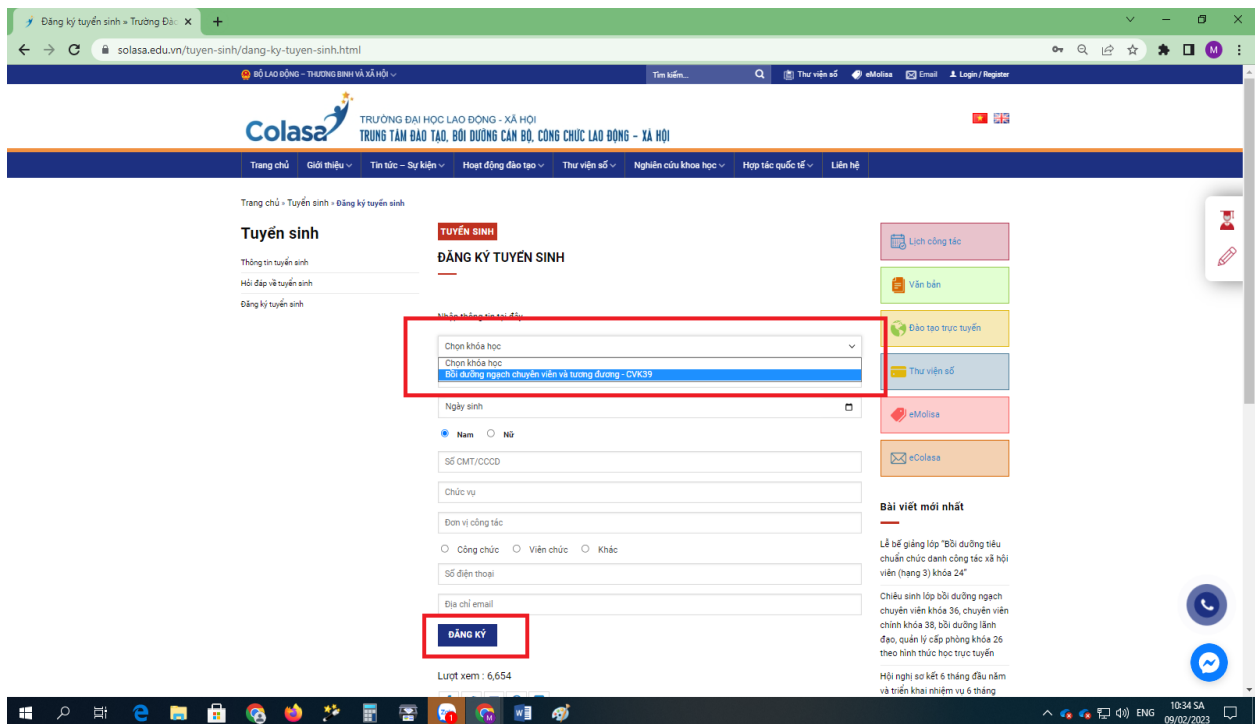 Đăng ký tuyển sinh » Trường Đạc
solasa.edu.vn/tuyen-sinh/dang-ky-tuyen-sinh.html
M
BỘ LAO ĐỘNG – THƯƠNG BINH VÀ XÃ HỘI
Tìm kiếm...
Thư viện số
eMolisa
Email
Login / Register
Colasa
TRƯỜNG ĐẠI HỌC LAO ĐỘNG - XÃ HỘI
TRUNG TÂM ĐÀO TẠO, BỒI DƯỠNG CÁN BỘ, CÔNG CHỨC LAO ĐỘNG - XÃ HỘI
Trang chủ
Giới thiệu
Tin tức – Sự kiện
Hoạt động đào tạo
Thư viện số
Nghiên cứu khoa học
Hợp tác quốc tế
Liên hệ
Trang chủ » Tuyển sinh » Đăng ký tuyển sinh
Tuyển sinh
Thông tin tuyển sinh
Hỏi đáp về tuyển sinh
Đăng ký tuyển sinh
TUYỂN SINH
ĐĂNG KÝ TUYỂN SINH
Nhập thông tin tại đây
Chọn khóa học
Chọn khóa học
Bồi dưỡng ngạch chuyên viên và tương đương - CVK39
Ngày sinh
Nam
Nữ
Số CMT/CCCD
Chức vụ
Đơn vị công tác
Công chức
Viên chức
Khác
Số điện thoại
Địa chỉ email
ĐĂNG KÝ
Lượt xem : 6,654
Lịch công tác
Văn bản
Đào tạo trực tuyến
Thư viện số
eMolisa
eColasa
Bài viết mới nhất
Lễ bế giảng lớp "Bồi dưỡng tiêu
chuẩn chức danh công tác xã hội
viên (hạng 3) khóa 24"
Chiêu sinh lớp bồi dưỡng ngạch
chuyên viên khóa 36, chuyên viên
chính khóa 38, bồi dưỡng lãnh
đạo, quản lý cấp phòng khóa 26
theo hình thức học trực tuyến
Hội nghị sơ kết 6 tháng đầu năm
và triển khai nhiệm vụ 6 tháng
ENG
10:34 SA
09/02/2023